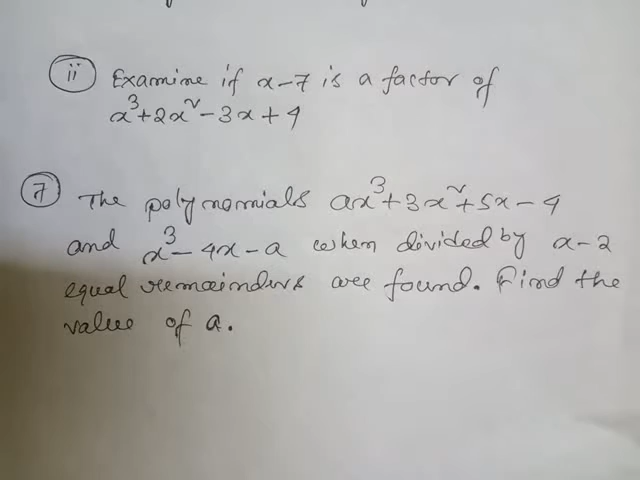 (ii) Examine if x-7 is a factor of
x³+2x²-3x+4
(7) The polynomials ax³+3x²+5x-4
and x³-4x-a when divided by x-2
equal remainders are found. Find the
value of a.